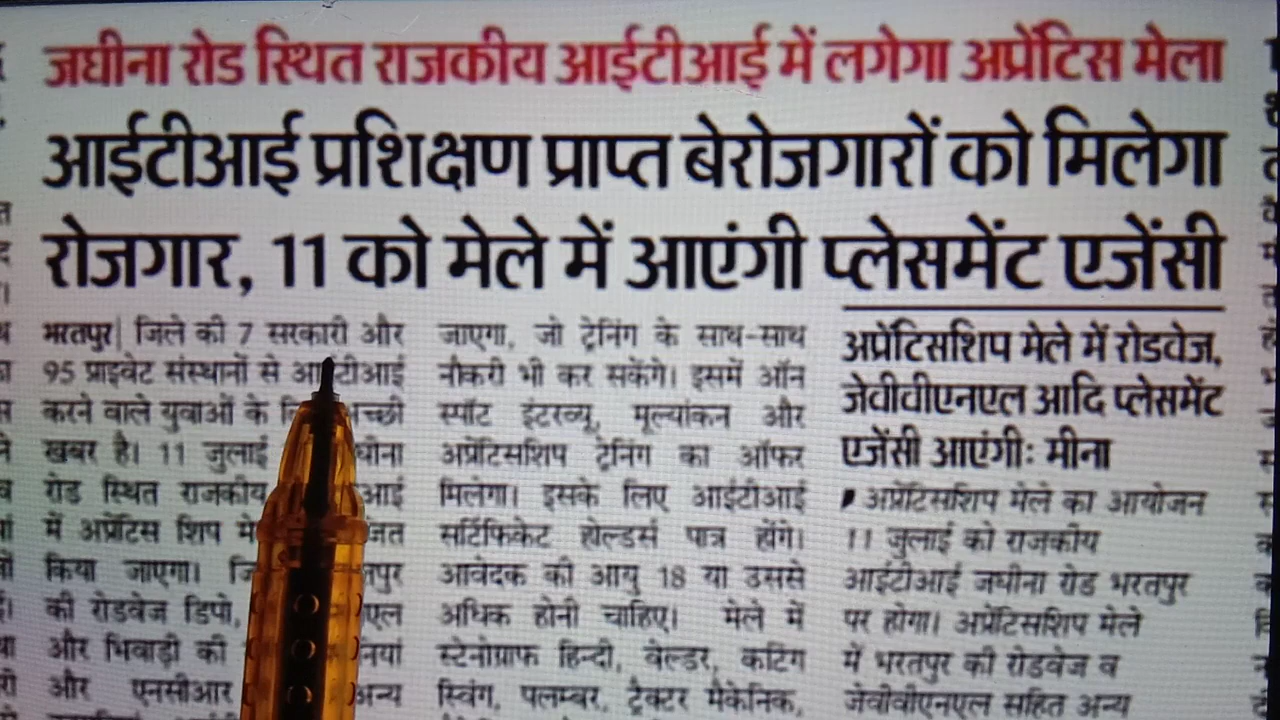 जघीना रोड स्थित राजकीय आईटीआई में लगेगा अप्रेंटिस मेला
आईटीआई प्रशिक्षण प्राप्त बेरोजगारों को मिलेगा
रोजगार, 11 को मेले में आएंगी प्लेसमेंट एजेंसी
भरतपुर| जिले की 7 सरकारी और
95 प्राइवेट संस्थानों से आईटीआई
करने वाले युवाओं के अच्छी
खबर है। 11 जुलाई
रोड स्थित राजकीय
में अप्रेंटिस शिप
किया जाएगा।
की रोडवेज डिपो,
और भिवाड़ी की
और एनसीआर अन्य
जाएगा, जो ट्रेनिंग के साथ-साथ
नौकरी भी कर सकेंगे। इसमें ऑन
स्पॉट इंटरव्यू, मूल्यांकन और
अप्रेंटिसशिप ट्रेनिंग का ऑफर
मिलेगा। इसके लिए आईटीआई
सर्टिफिकेट होल्डर्स पात्र होंगे।
आवेदक की आयु 18 या उससे
अधिक होनी चाहिए। मेले में
स्टेनोग्राफ हिन्दी, वेल्डर, कटिंग
स्विंग, पलम्बर, ट्रैक्टर मैकेनिक,
अप्रेंटिसशिप मेले में रोडवेज,
जेवीवीएनएल आदि प्लेसमेंट
एजेंसी आएंगी: मीना
अप्रेंटिसशिप मेले का आयोजन
11 जुलाई को राजकीय
आईटीआई जघीना रोड भरतपुर
पर होगा। अप्रेंटिसशिप मेले
में भरतपुर की रोडवेज व
जेवीवीएनएल सहित अन्य